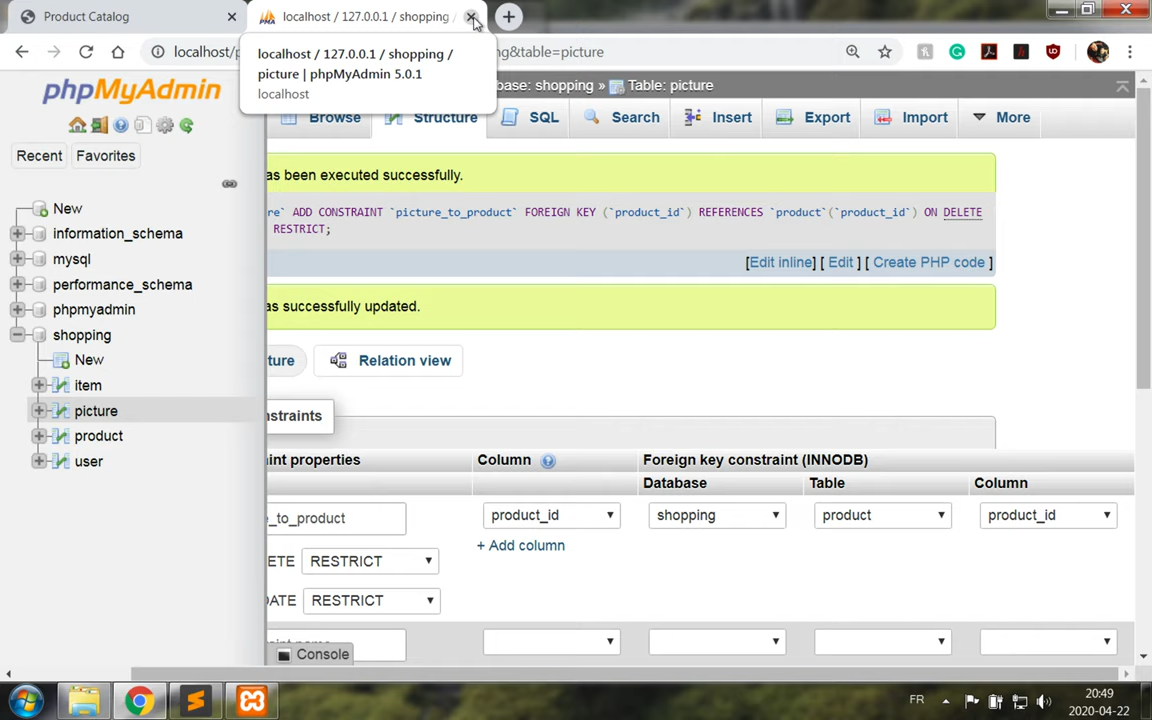 Product Catalog
localhost / 127.0.0.1 / shopping /
localhost / 127.0.0.1 / shopping /
picture | phpMyAdmin 5.0.1
localhost
localhost/p
ng&table=picture
phpMyAdmin
Recent
Favorites
New
information_schema
mysql
performance_schema
phpmyadmin
shopping
New
item
picture
product
user
base: shopping » Table: picture
Browse
Structure
SQL
Search
Insert
Export
Import
More
as been executed successfully.
re` ADD CONSTRAINT `picture_to_product` FOREIGN KEY (`product_id`) REFERENCES `product`(`product_id`) ON DELETE
RESTRICT;
[Edit inline] [ Edit ] [ Create PHP code ]
as successfully updated.
ture
Relation view
nstraints
int properties
Column
Foreign key constraint (INNODB)
Database
Table
Column
_to_product
product_id
shopping
product
product_id
+ Add column
ETE
RESTRICT
DATE
RESTRICT
Console
FR
20:49
2020-04-22